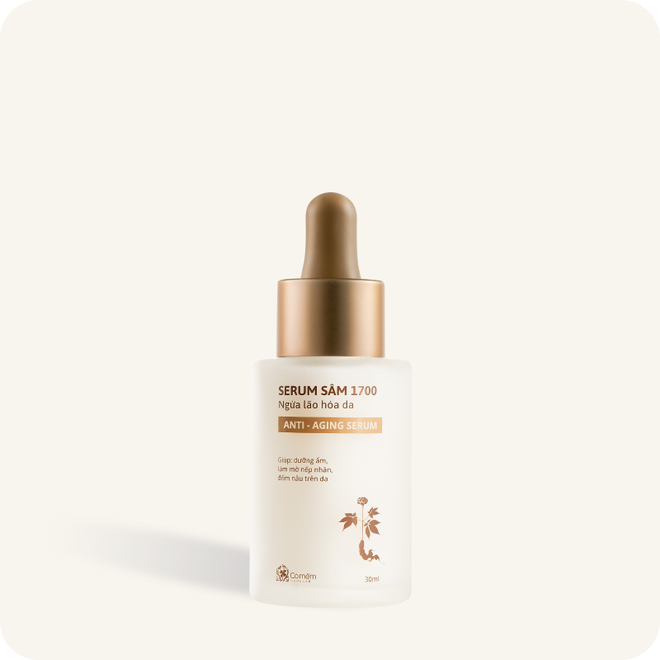 SERUM SÂM 1700
Ngừa lão hóa da
ANTI - AGING SERUM
Giúp: dưỡng ẩm,
làm mờ nếp nhăn,
đốm nâu trên da
Cỏ mềm
30ml